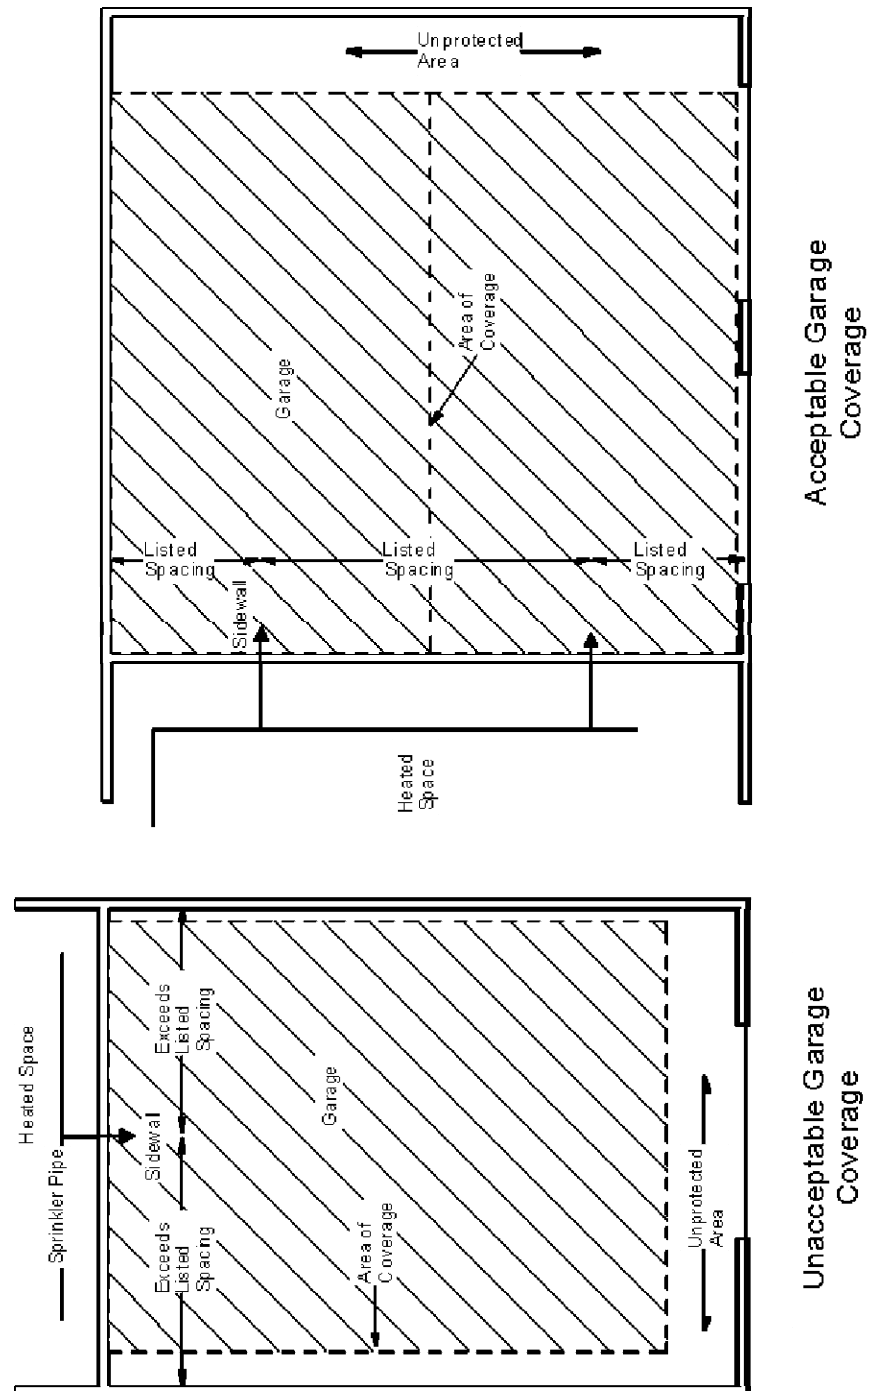 Unprotected
Area
Area of
Coverage
Garage
Listed
Spacing
Listed
Spacing
Listed
Spacing
Sidewall
Heated
Space
Acceptable Garage
Coverage
Heated Space
Sprinkler Pipe
Exceeds
Listed
Spacing
Sidewall
Exceeds
Listed
Spacing
Garage
Area of
Coverage
Unprotected
Area
Unacceptable Garage
Coverage